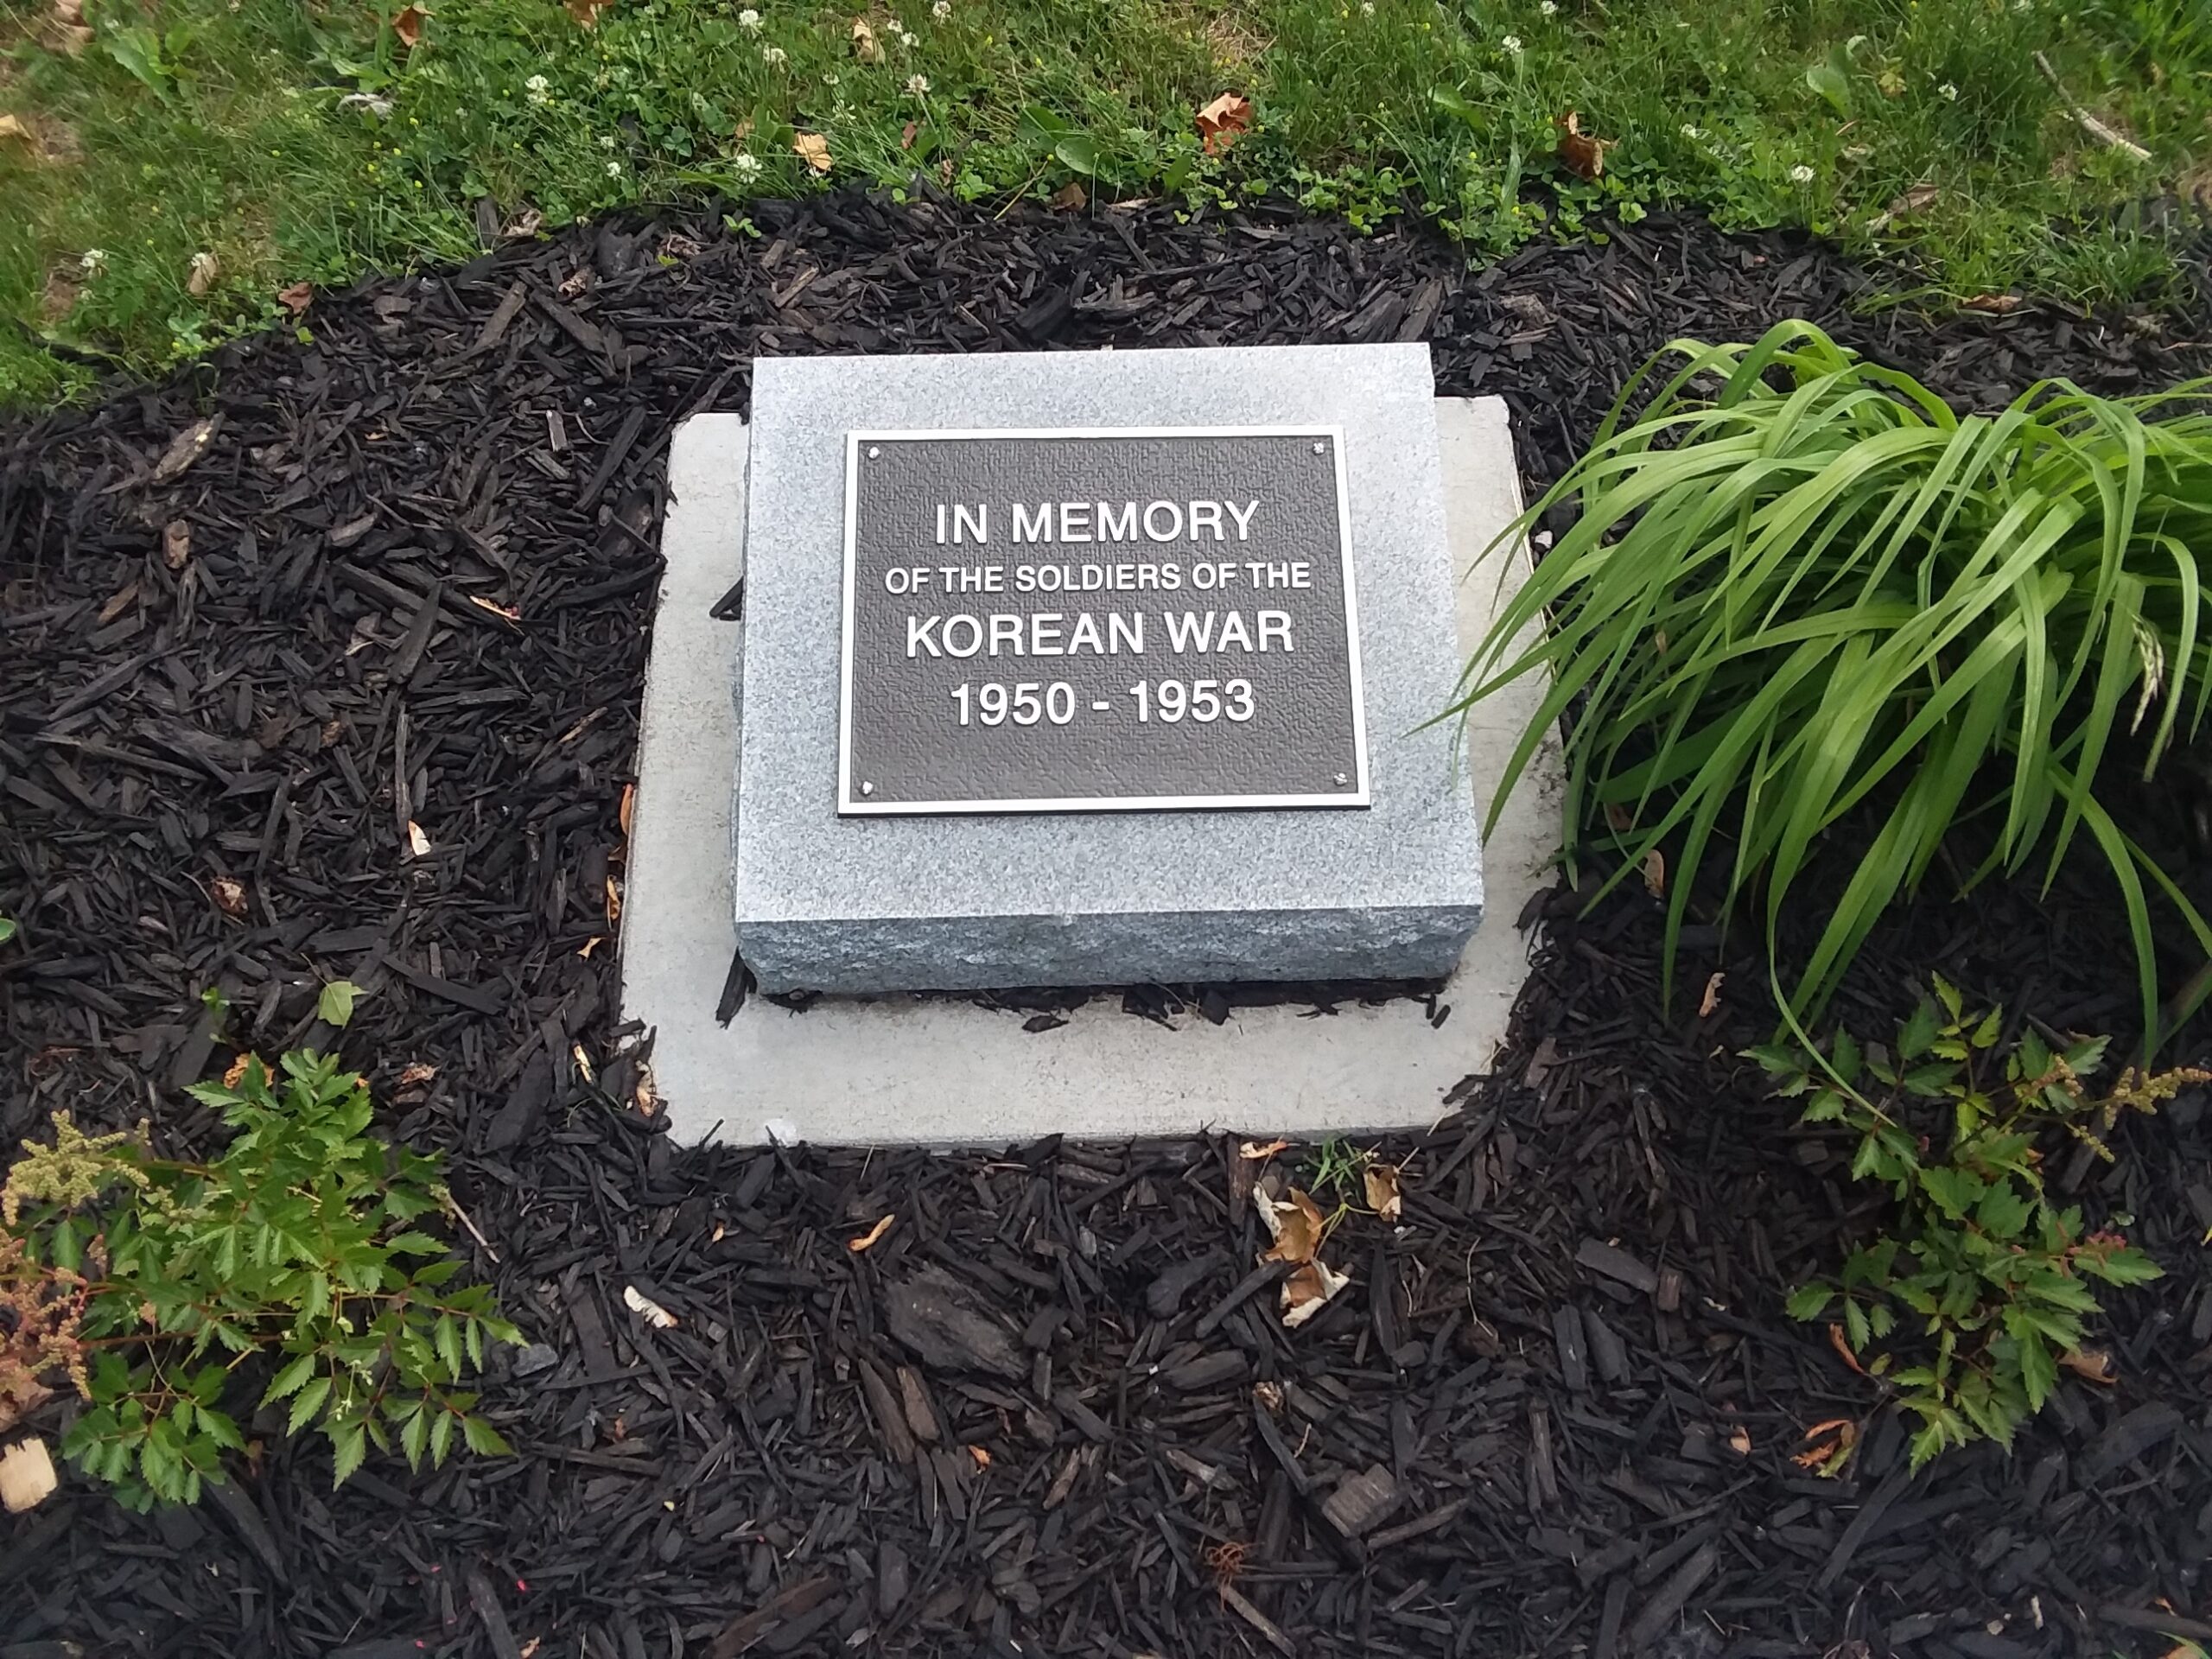 IN MEMORY
OF THE SOLDIERS OF THE
KOREAN WAR
1950 - 1953